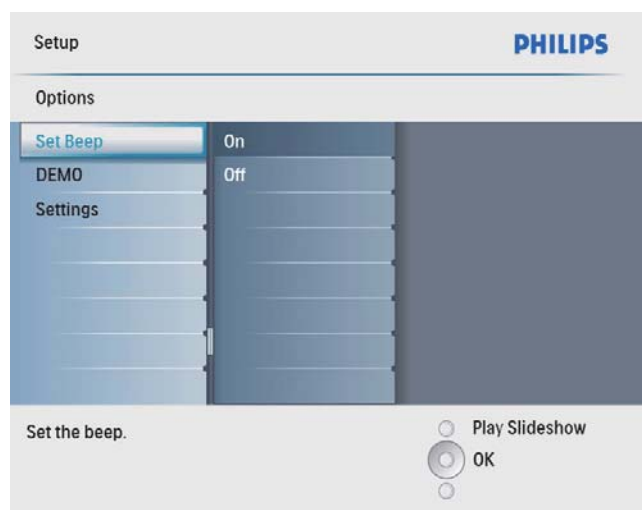 Setup
PHILIPS
Options
Set Beep
On
DEMO
Off
Settings
Set the beep.
Play Slideshow
OK